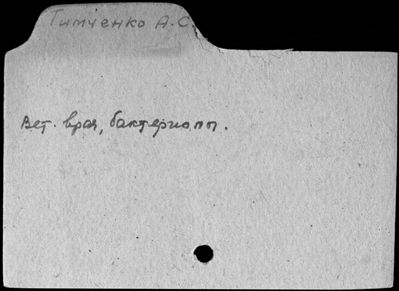 Тимченко А.С.
Вет. врач, бактериолог.